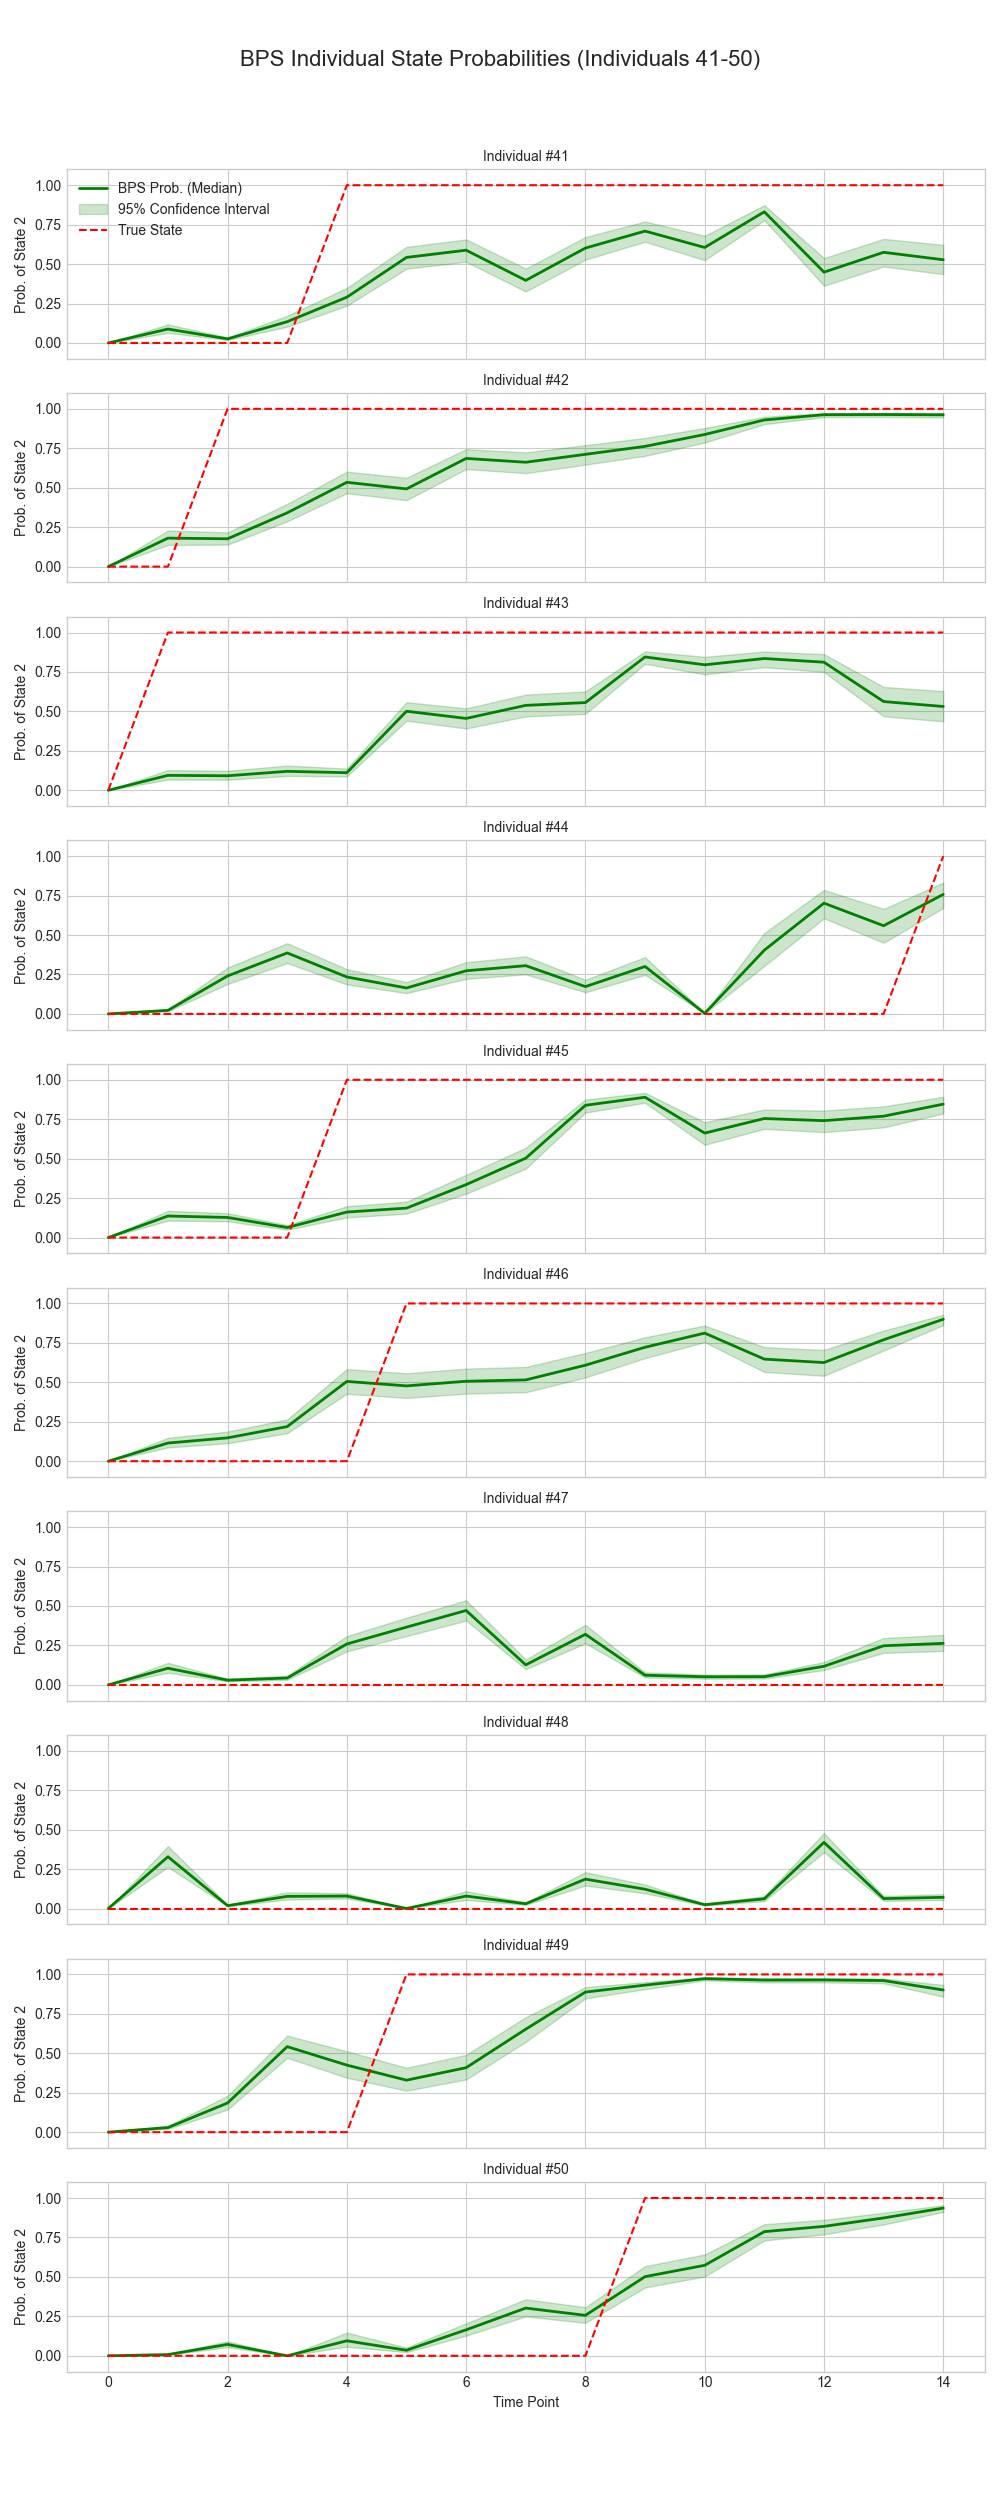 BPS Individual State Probabilities (Individuals 41-50)
Individual #41
BPS Prob. (Median)
95% Confidence Interval
True State
Prob. of State 2
1.00
0.75
0.50
0.25
0.00
Individual #42
Prob. of State 2
1.00
0.75
0.50
0.25
0.00
Individual #43
Prob. of State 2
1.00
0.75
0.50
0.25
0.00
Individual #44
Prob. of State 2
1.00
0.75
0.50
0.25
0.00
Individual #45
Prob. of State 2
1.00
0.75
0.50
0.25
0.00
Individual #46
Prob. of State 2
1.00
0.75
0.50
0.25
0.00
Individual #47
Prob. of State 2
1.00
0.75
0.50
0.25
0.00
Individual #48
Prob. of State 2
1.00
0.75
0.50
0.25
0.00
Individual #49
Prob. of State 2
1.00
0.75
0.50
0.25
0.00
Individual #50
Prob. of State 2
1.00
0.75
0.50
0.25
0.00
0 2 4 6 8 10 12 14
Time Point